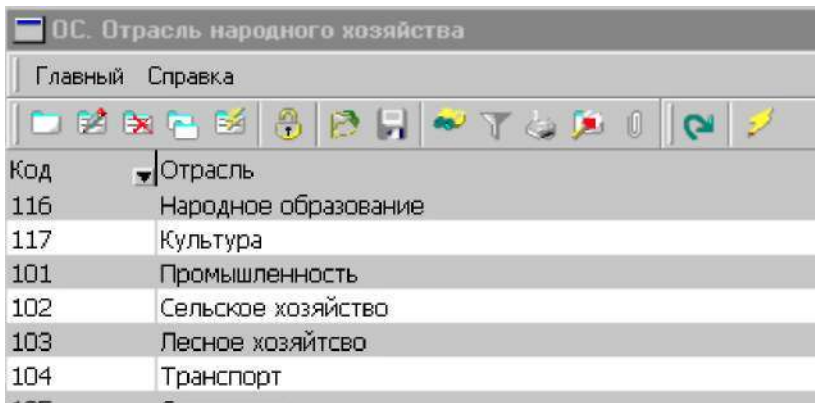 ОС. Отрасль народного хозяйства
Главный Справка
Код Отрасль
116 Народное образование
117 Культура
101 Промышленность
102 Сельское хозяйство
103 Лесное хозяйтсво
104 Транспорт